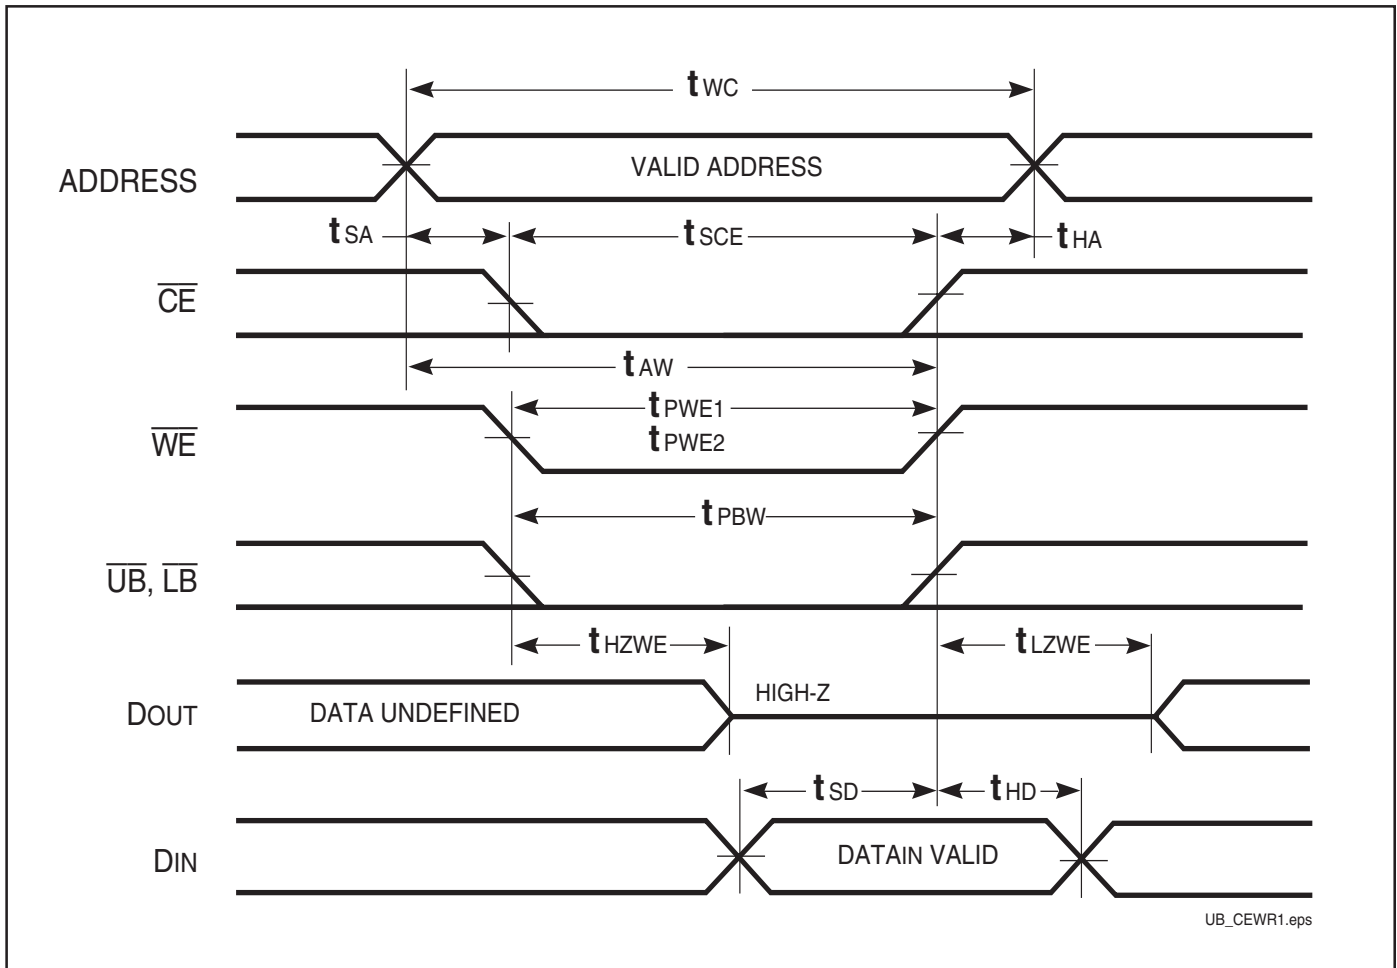 tWC
ADDRESS
VALID ADDRESS
tSA
tSCE
tHA
CE
tAW
tPWE1
WE
tPWE2
tPBW
UB, LB
tHZWE
tLZWE
HIGH-Z
DOUT
DATA UNDEFINED
tSD
tHD
DIN
DATAIN VALID
UB_CEWR1.eps